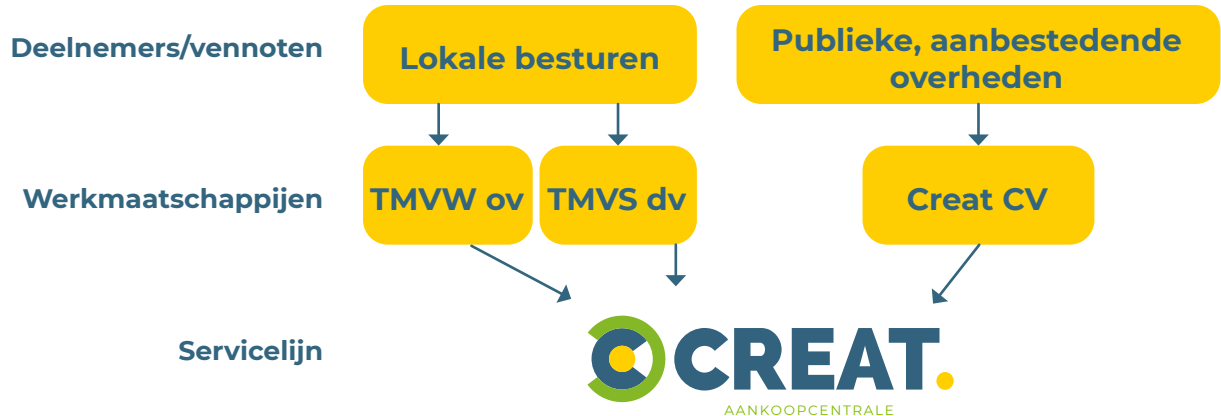 Deelnemers/vennoten
Lokale besturen
Publieke, aanbestedende
overheden
Werkmaatschappijen
TMVW ov
TMVS dv
Creat CV
Servicelijn
CREAT.
AANKOOPCENTRALE